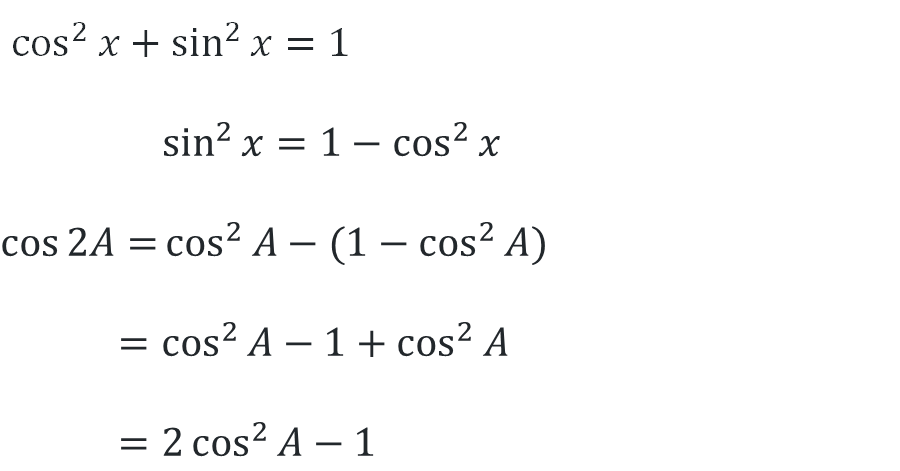 cos² x + sin² x = 1
sin² x = 1 − cos² x
cos 2A = cos² A − (1 − cos² A)
= cos² A − 1 + cos² A
= 2 cos² A − 1